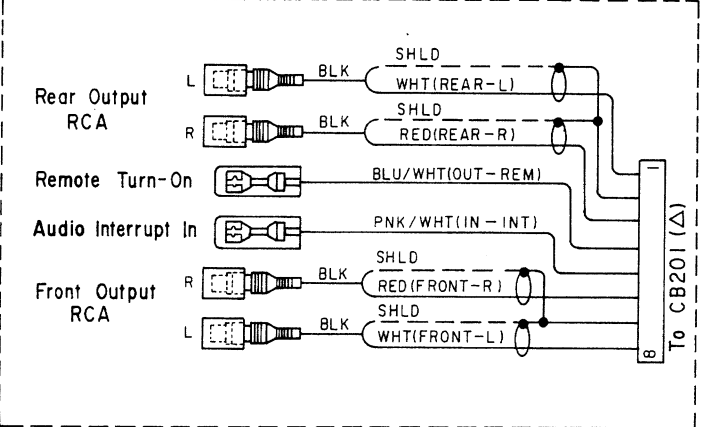 SHLD
L BLK WHT(REAR-L)
Rear Output
RCA
SHLD
R BLK RED(REAR-R)
Remote Turn-On BLU/WHT(OUT-REM)
Audio Interrupt In PNK/WHT(IN-INT)
SHLD
R BLK RED(FRONT-R)
Front Output
RCA
SHLD
L BLK WHT(FRONT-L)
1
8
To CB201(△)